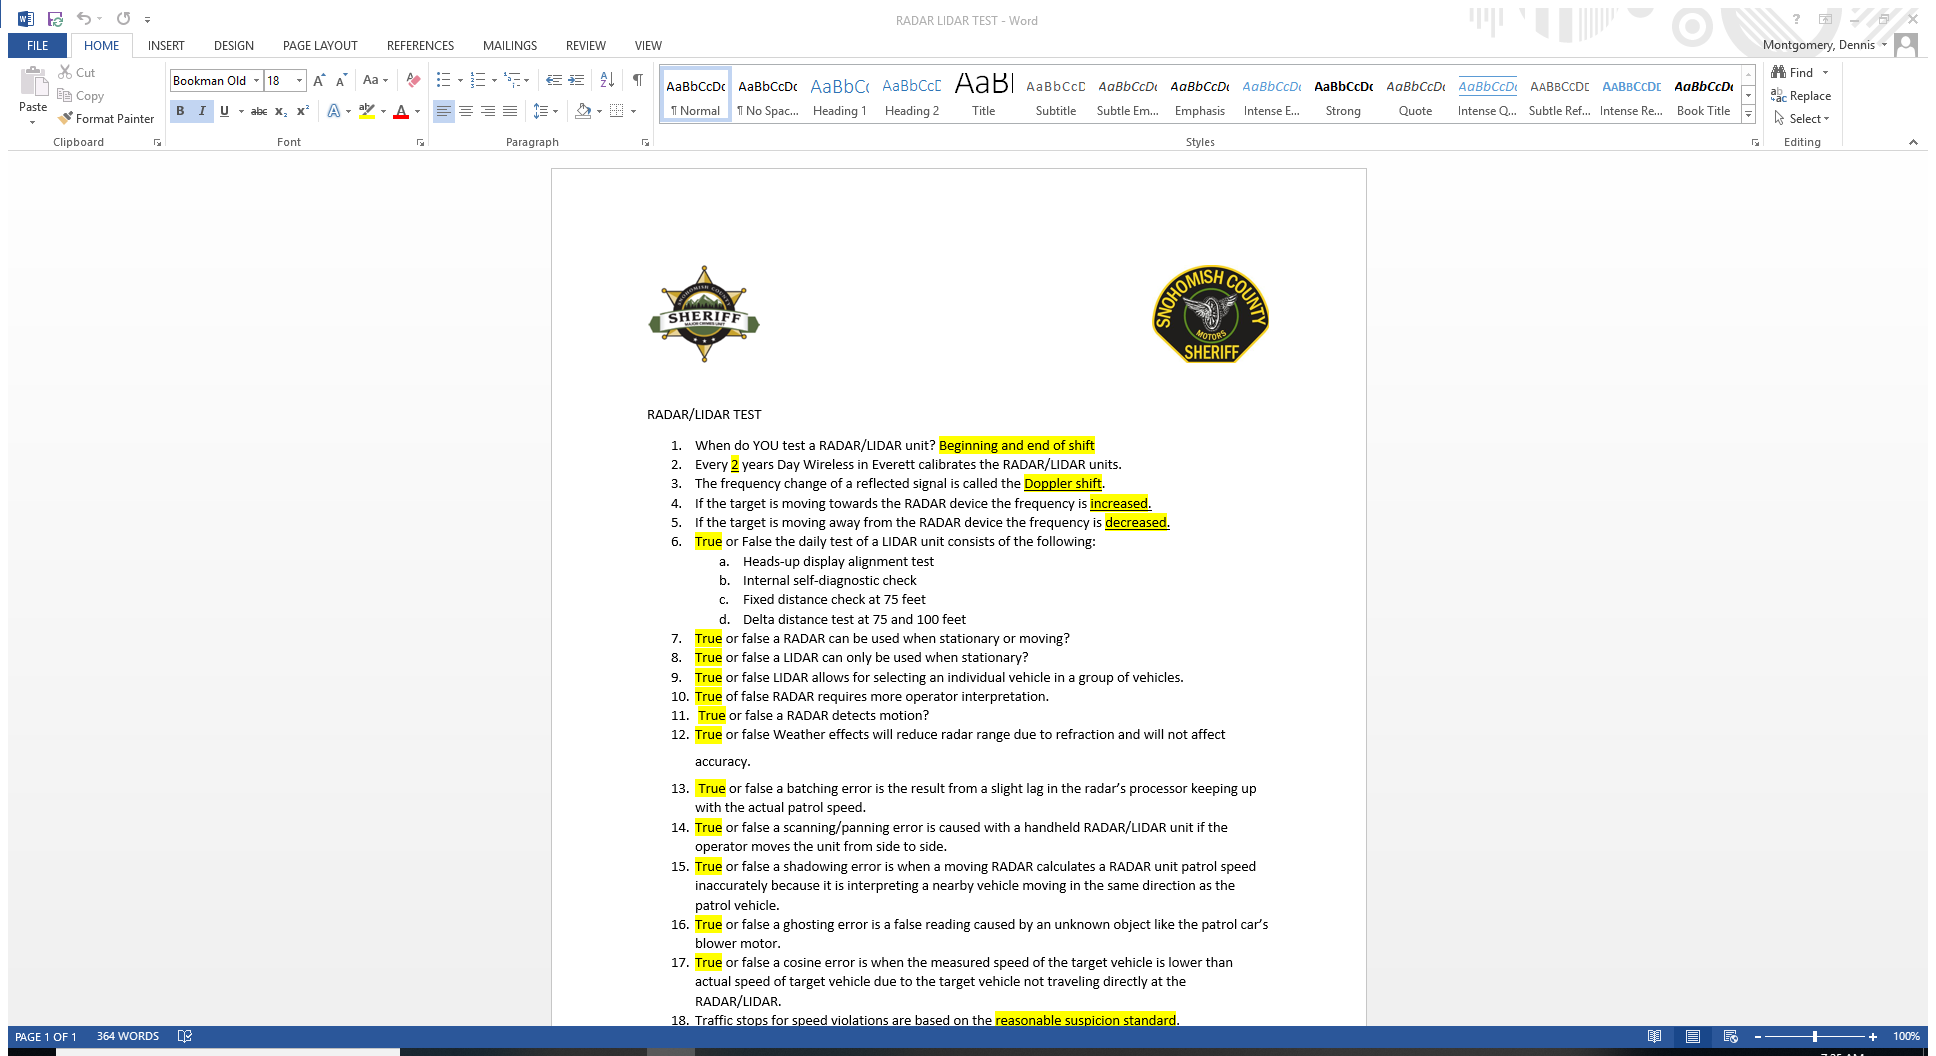 RADAR LIDAR TEST - Word
FILE HOME INSERT DESIGN PAGE LAYOUT REFERENCES MAILINGS REVIEW VIEW
Montgomery, Dennis
Paste
Cut
Copy
Format Painter
Clipboard
Bookman Old 18
Font
Paragraph
AaBbCcDc AaBbCcDc AaBbC AaBbCcD AaBl AaBbCcD AaBbCcDc AaBbCcDc AaBbCcDc AaBbCcDc AaBbCcDc AaBbCcDc AABBCCDE AABBCCDE AaBbCcDc
¶ Normal ¶ No Spac... Heading 1 Heading 2 Title Subtitle Subtle Em... Emphasis Intense E... Strong Quote Intense Q... Subtle Ref... Intense Re... Book Title
Styles
Find
Replace
Select
Editing
SNOHOMISH COUNTY
SHERIFF
MAJOR CRIMES UNIT
SNOHOMISH COUNTY
MOTORS
SHERIFF
RADAR/LIDAR TEST
1. When do YOU test a RADAR/LIDAR unit? Beginning and end of shift
2. Every 2 years Day Wireless in Everett calibrates the RADAR/LIDAR units.
3. The frequency change of a reflected signal is called the Doppler shift.
4. If the target is moving towards the RADAR device the frequency is increased.
5. If the target is moving away from the RADAR device the frequency is decreased.
6. True or False the daily test of a LIDAR unit consists of the following:
a. Heads-up display alignment test
b. Internal self-diagnostic check
c. Fixed distance check at 75 feet
d. Delta distance test at 75 and 100 feet
7. True or false a RADAR can be used when stationary or moving?
8. True or false a LIDAR can only be used when stationary?
9. True or false LIDAR allows for selecting an individual vehicle in a group of vehicles.
10. True of false RADAR requires more operator interpretation.
11. True or false a RADAR detects motion?
12. True or false Weather effects will reduce radar range due to refraction and will not affect
accuracy.
13. True or false a batching error is the result from a slight lag in the radar's processor keeping up
with the actual patrol speed.
14. True or false a scanning/panning error is caused with a handheld RADAR/LIDAR unit if the
operator moves the unit from side to side.
15. True or false a shadowing error is when a moving RADAR calculates a RADAR unit patrol speed
inaccurately because it is interpreting a nearby vehicle moving in the same direction as the
patrol vehicle.
16. True or false a ghosting error is a false reading caused by an unknown object like the patrol car's
blower motor.
17. True or false a cosine error is when the measured speed of the target vehicle is lower than
actual speed of target vehicle due to the target vehicle not traveling directly at the
RADAR/LIDAR.
18. Traffic stops for speed violations are based on the reasonable suspicion standard.
PAGE 1 OF 1 364 WORDS
100%